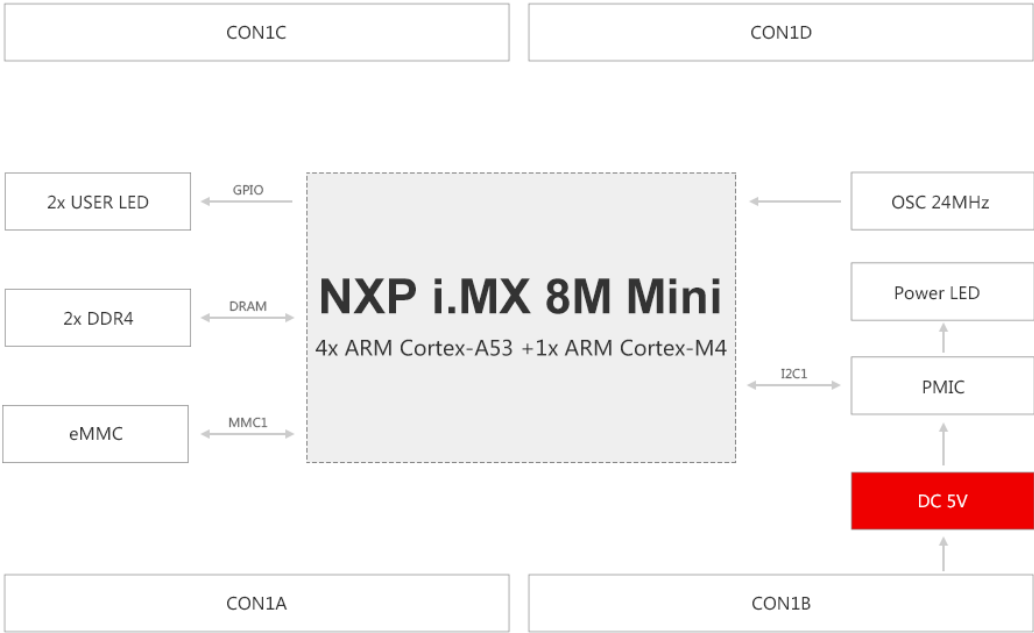 CON1C
CON1D
2x USER LED
GPIO
OSC 24MHz
Power LED
NXP i.MX 8M Mini
4x ARM Cortex-A53 +1x ARM Cortex-M4
2x DDR4
DRAM
I2C1
PMIC
eMMC
MMC1
DC 5V
CON1A
CON1B